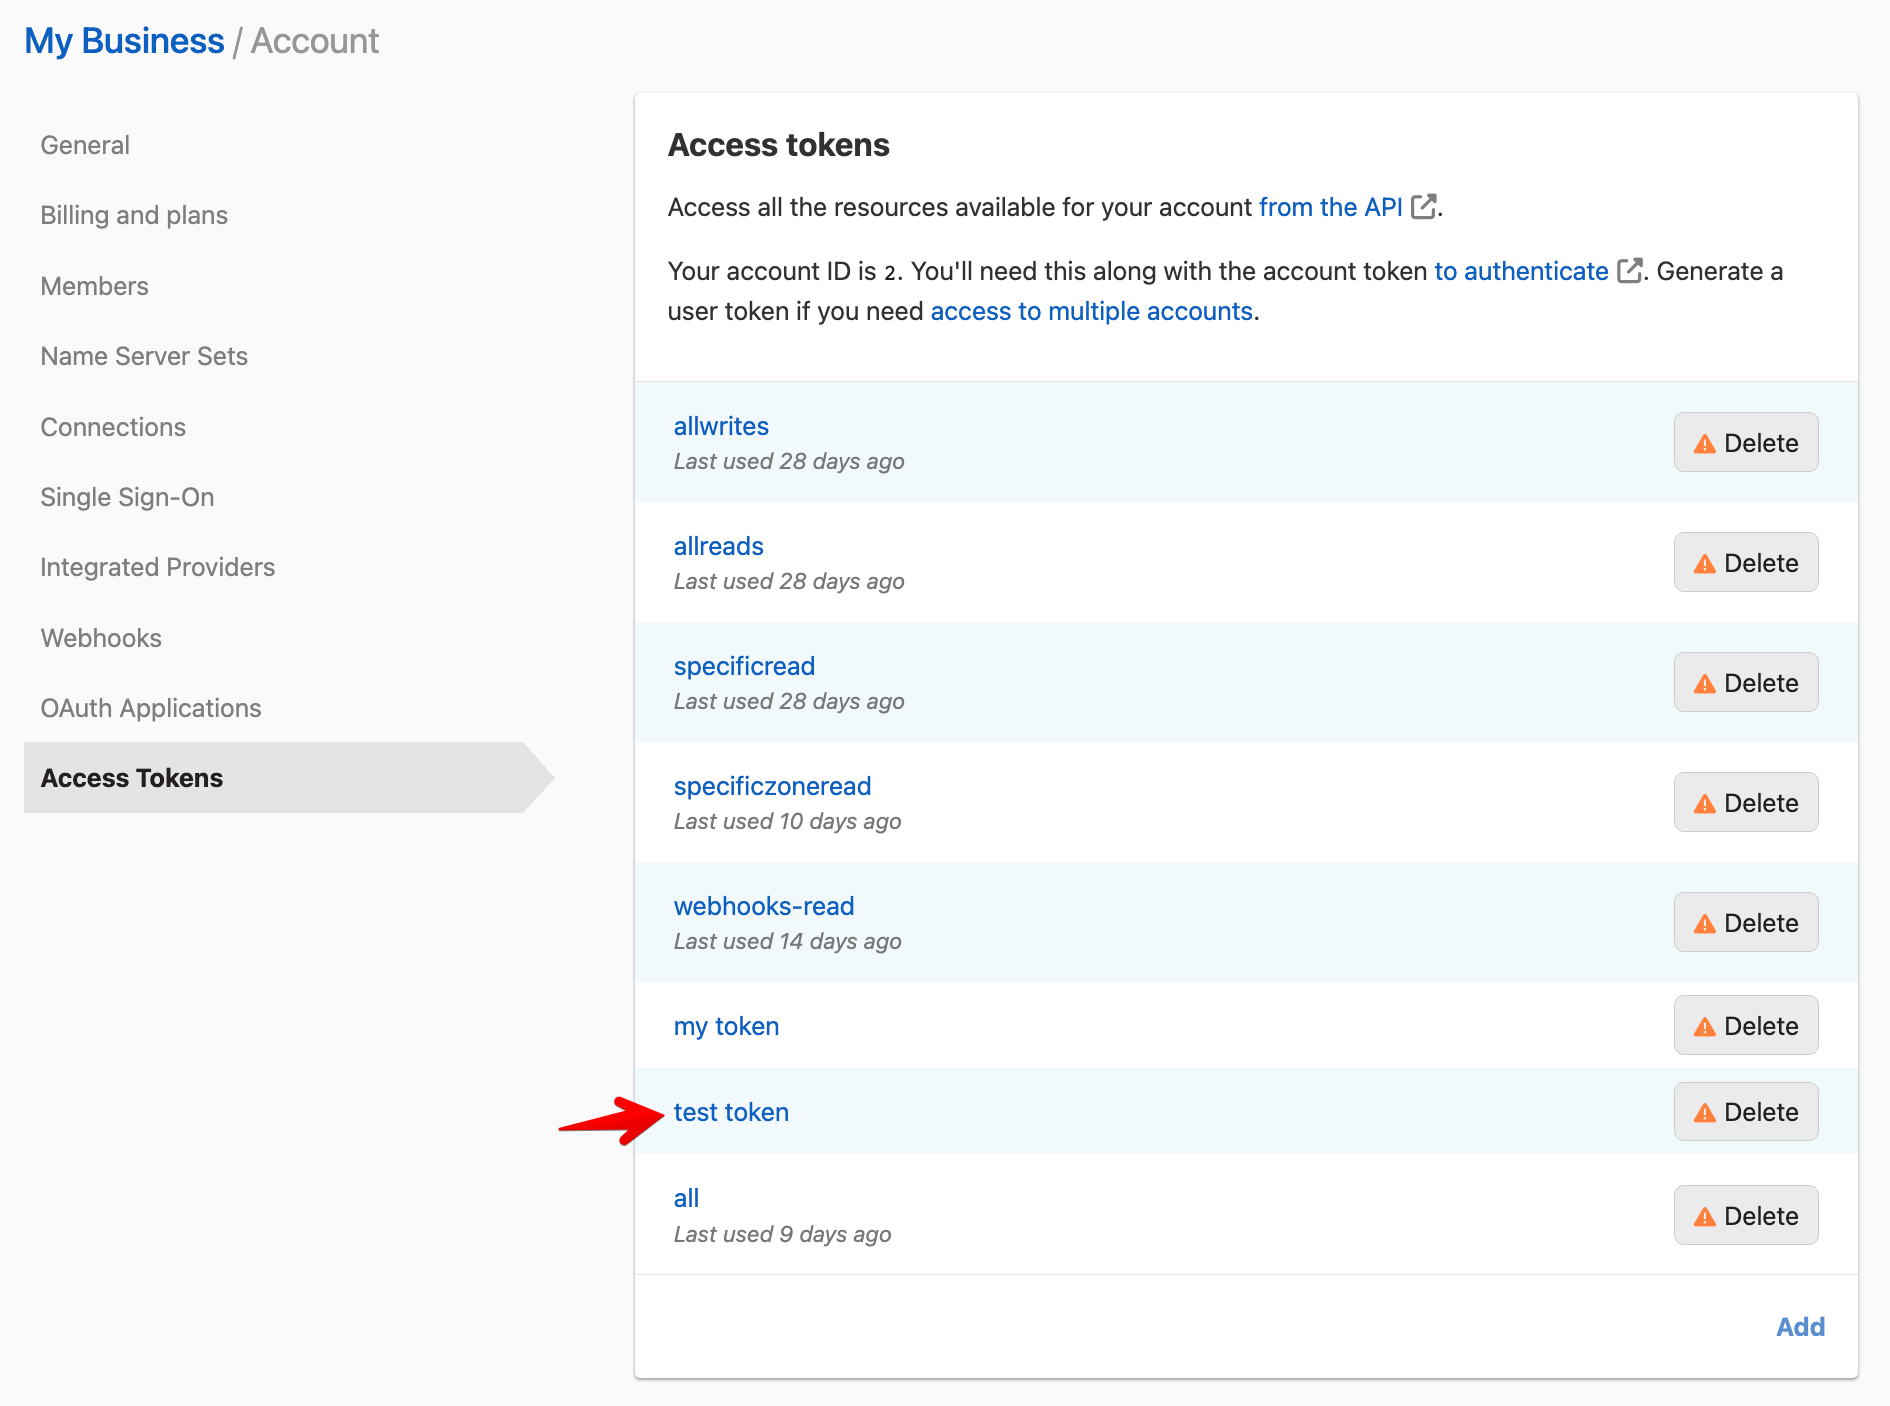 My Business / Account
General
Billing and plans
Members
Name Server Sets
Connections
Single Sign-On
Integrated Providers
Webhooks
OAuth Applications
Access Tokens
Access tokens
Access all the resources available for your account from the API.
Your account ID is 2. You'll need this along with the account token to authenticate. Generate a
user token if you need access to multiple accounts.
allwrites
Last used 28 days ago
Delete
allreads
Last used 28 days ago
Delete
specificread
Last used 28 days ago
Delete
specificzoneread
Last used 10 days ago
Delete
webhooks-read
Last used 14 days ago
Delete
my token
Delete
test token
Delete
all
Last used 9 days ago
Delete
Add